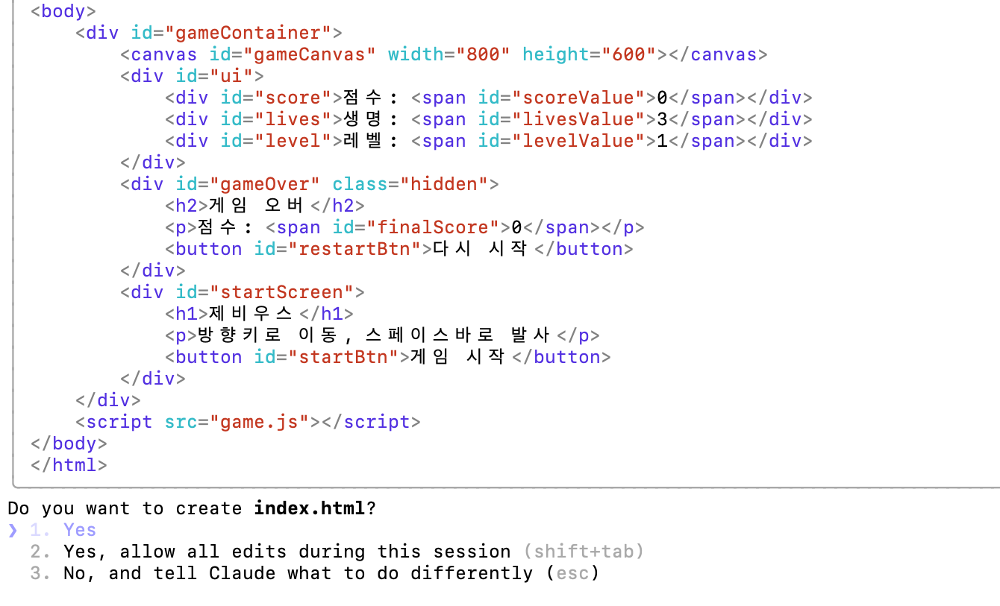 <body>
<div id="gameContainer">
<canvas id="gameCanvas" width="800" height="600"></canvas>
<div id="ui">
<div id="score">점수: <span id="scoreValue">0</span></div>
<div id="lives">생명: <span id="livesValue">3</span></div>
<div id="level">레벨: <span id="levelValue">1</span></div>
</div>
<div id="gameOver" class="hidden">
<h2>게임 오버</h2>
<p>점수: <span id="finalScore">0</span></p>
<button id="restartBtn">다시 시작</button>
</div>
<div id="startScreen">
<h1>제비우스</h1>
<p>방향키로 이동, 스페이스바로 발사</p>
<button id="startBtn">게임 시작</button>
</div>
</div>
<script src="game.js"></script>
</body>
</html>
Do you want to create index.html?
❯ 1. Yes
2. Yes, allow all edits during this session (shift+tab)
3. No, and tell Claude what to do differently (esc)